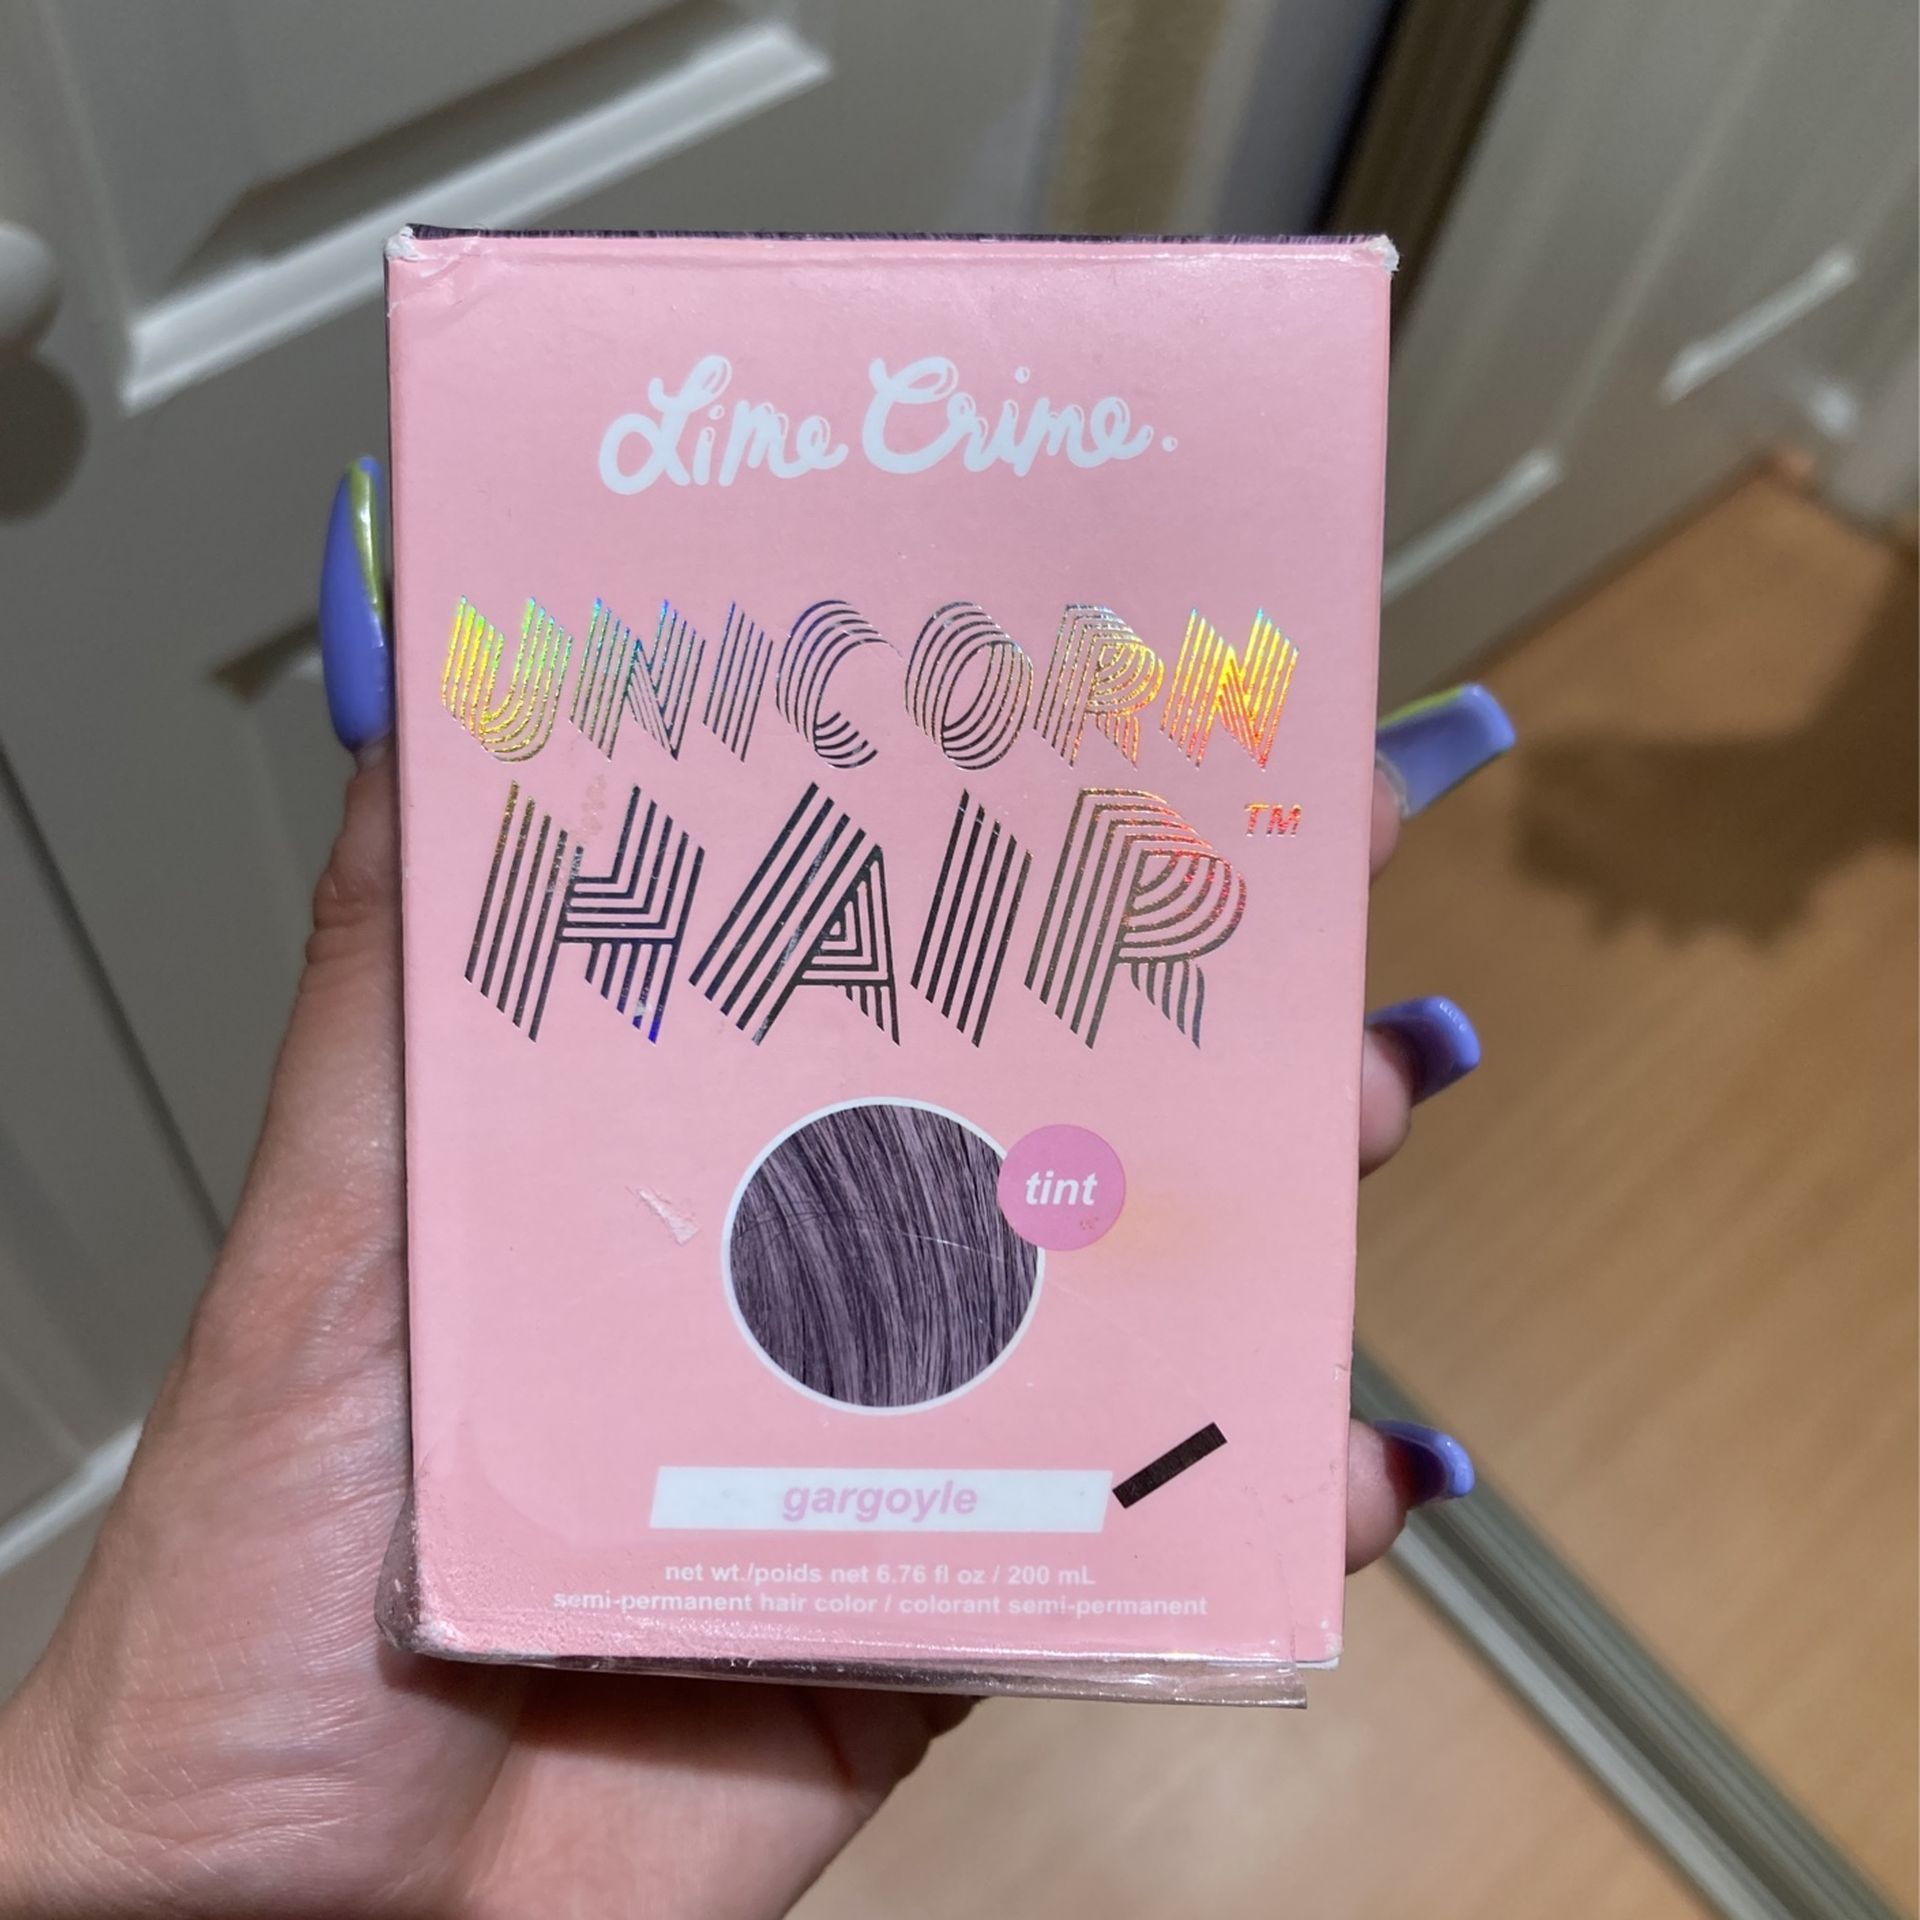 Lime Crime.
UNICORN
HAIR™
tint
gargoyle
net wt./poids net 6.76 fl oz / 200 mL
semi-permanent hair color / colorant semi-permanent